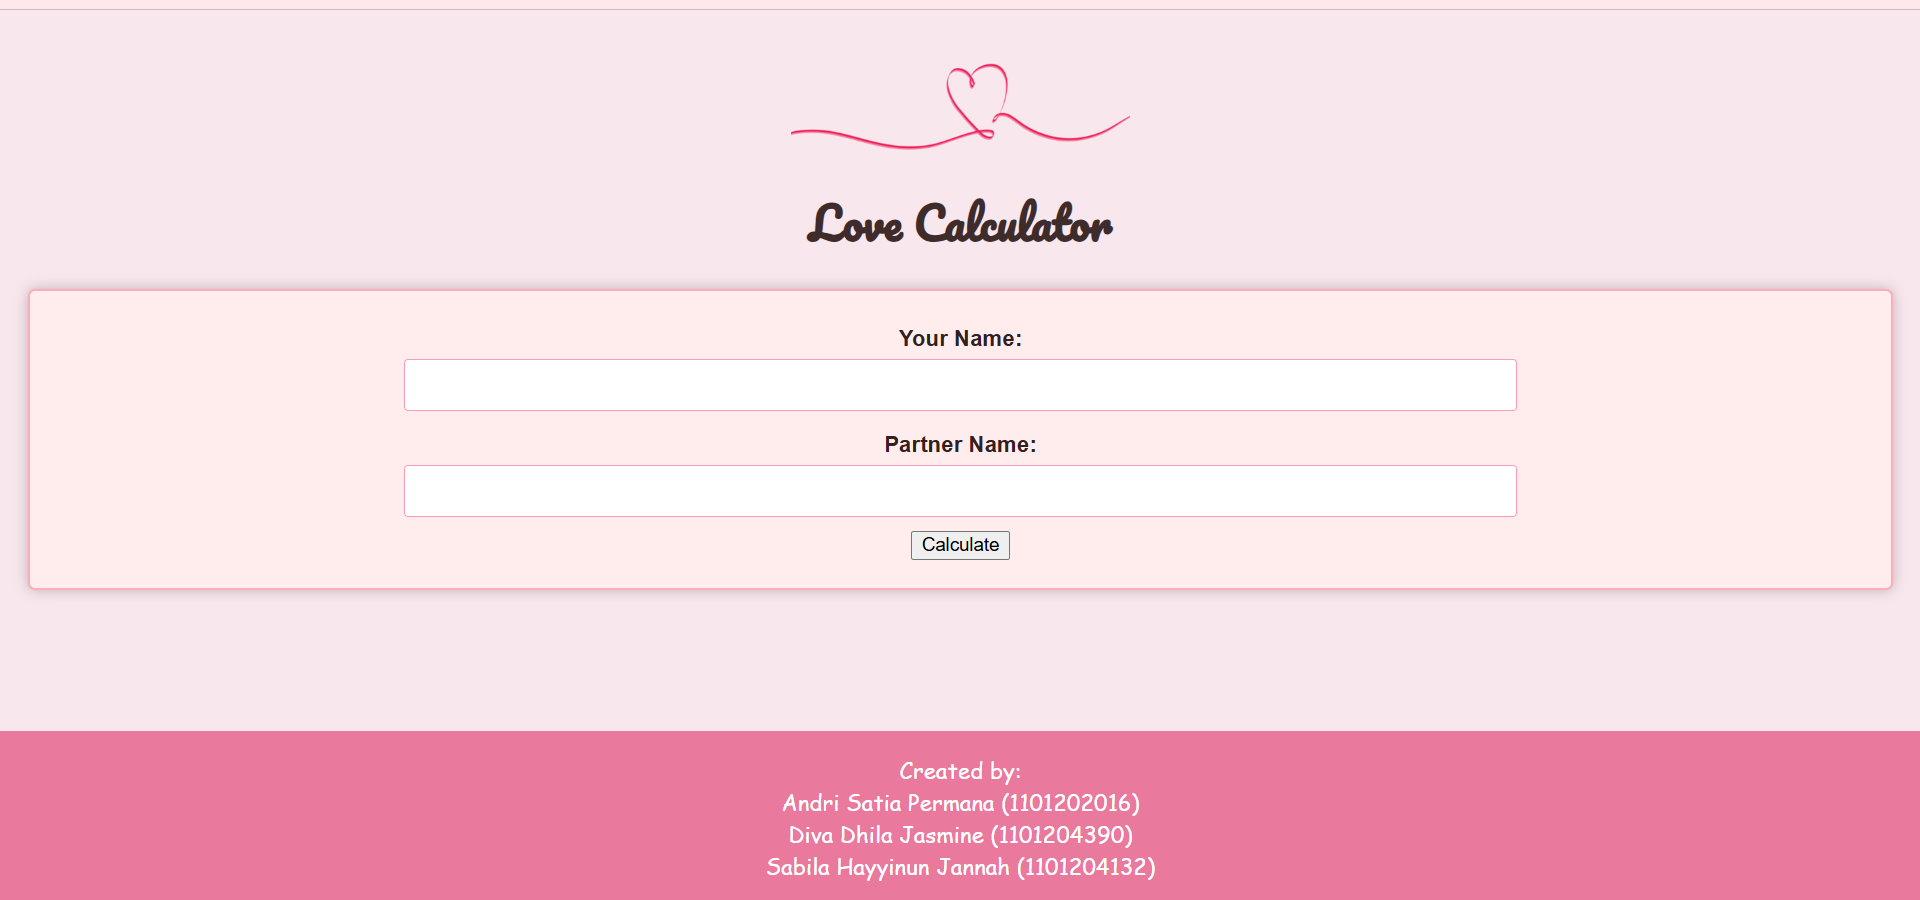 Love Calculator
Your Name:
Partner Name:
Calculate
Created by:
Andri Satia Permana (1101202016)
Diva Dhila Jasmine (1101204390)
Sabila Hayyinun Jannah (1101204132)